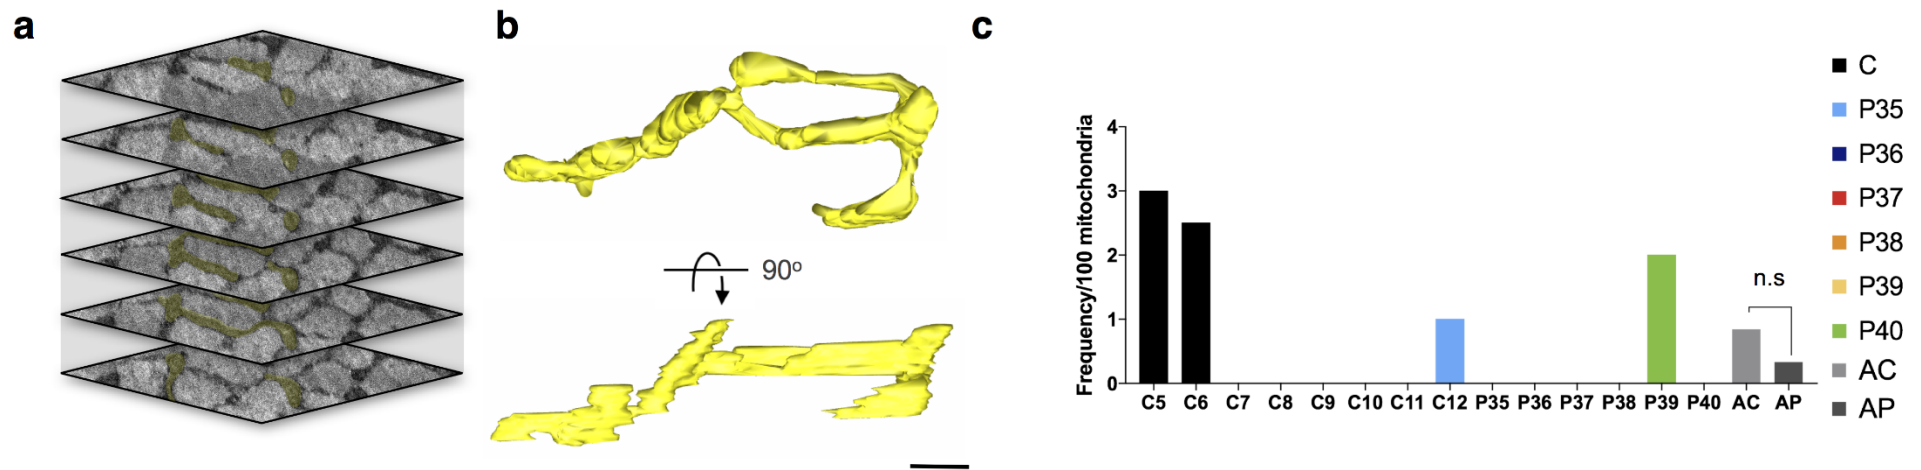 a
b
c
90º
Frequency/100 mitochondria
4
3
2
1
0
C5 C6 C7 C8 C9 C10 C11 C12 P35 P36 P37 P38 P39 P40 AC AP
n.s
C
P35
P36
P37
P38
P39
P40
AC
AP